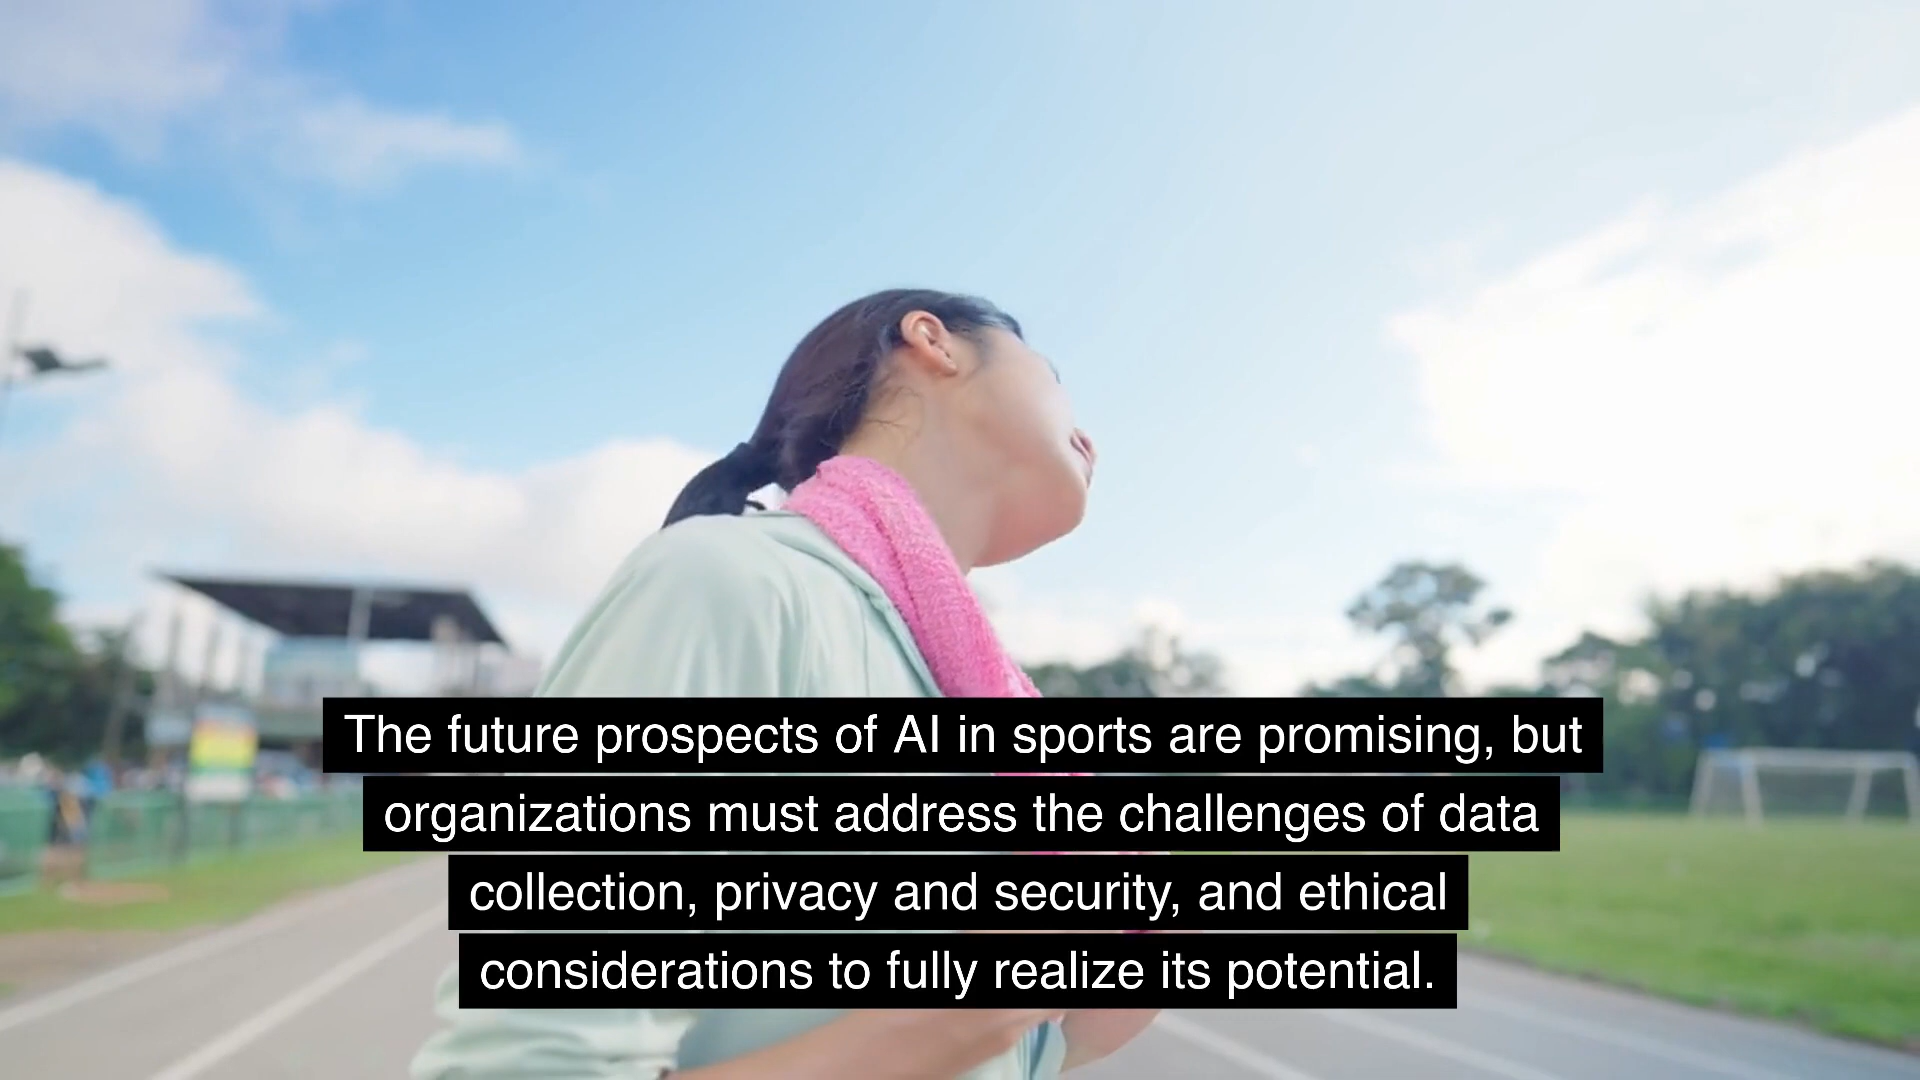 The future prospects of AI in sports are promising, but
organizations must address the challenges of data
collection, privacy and security, and ethical
considerations to fully realize its potential.